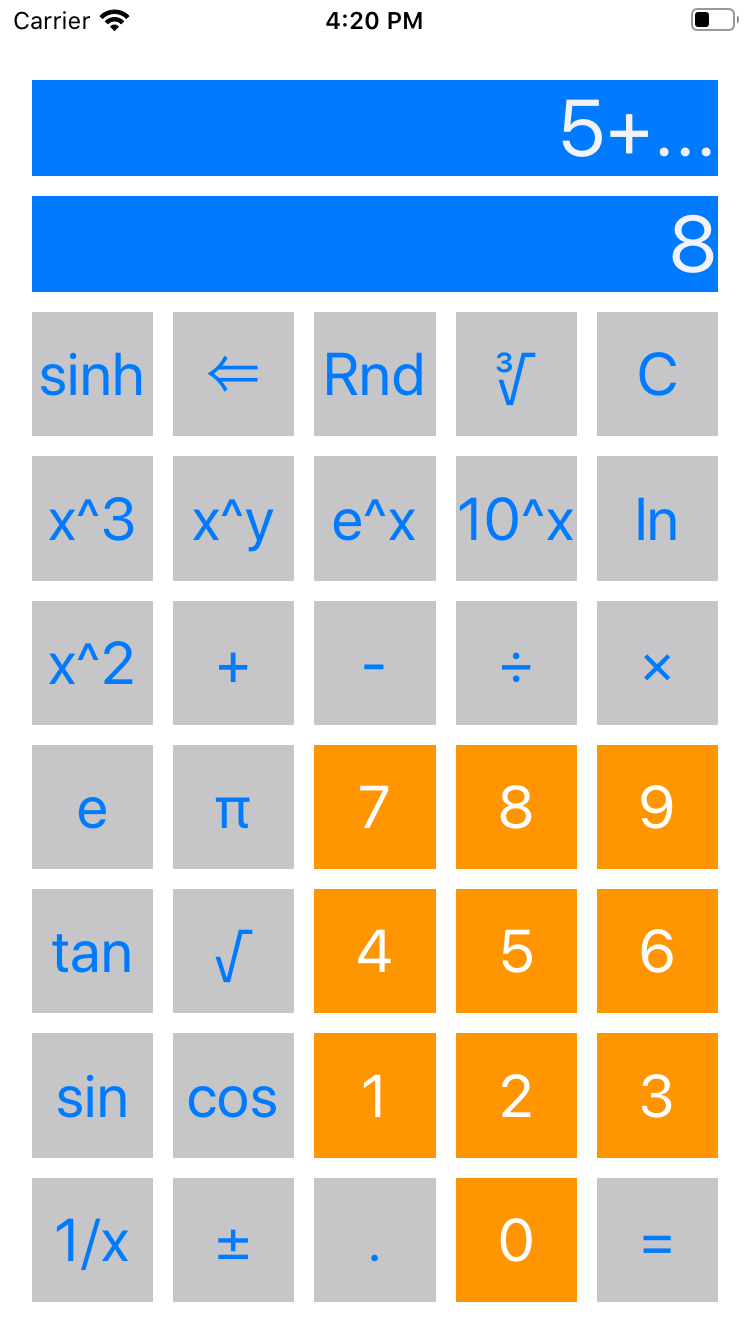 Carrier 4:20 PM
5+...
8
sinh ⇐ Rnd ∛ C
x^3 x^y e^x 10^x ln
x^2 + - ÷ ×
e π 7 8 9
tan √ 4 5 6
sin cos 1 2 3
1/x ± . 0 =